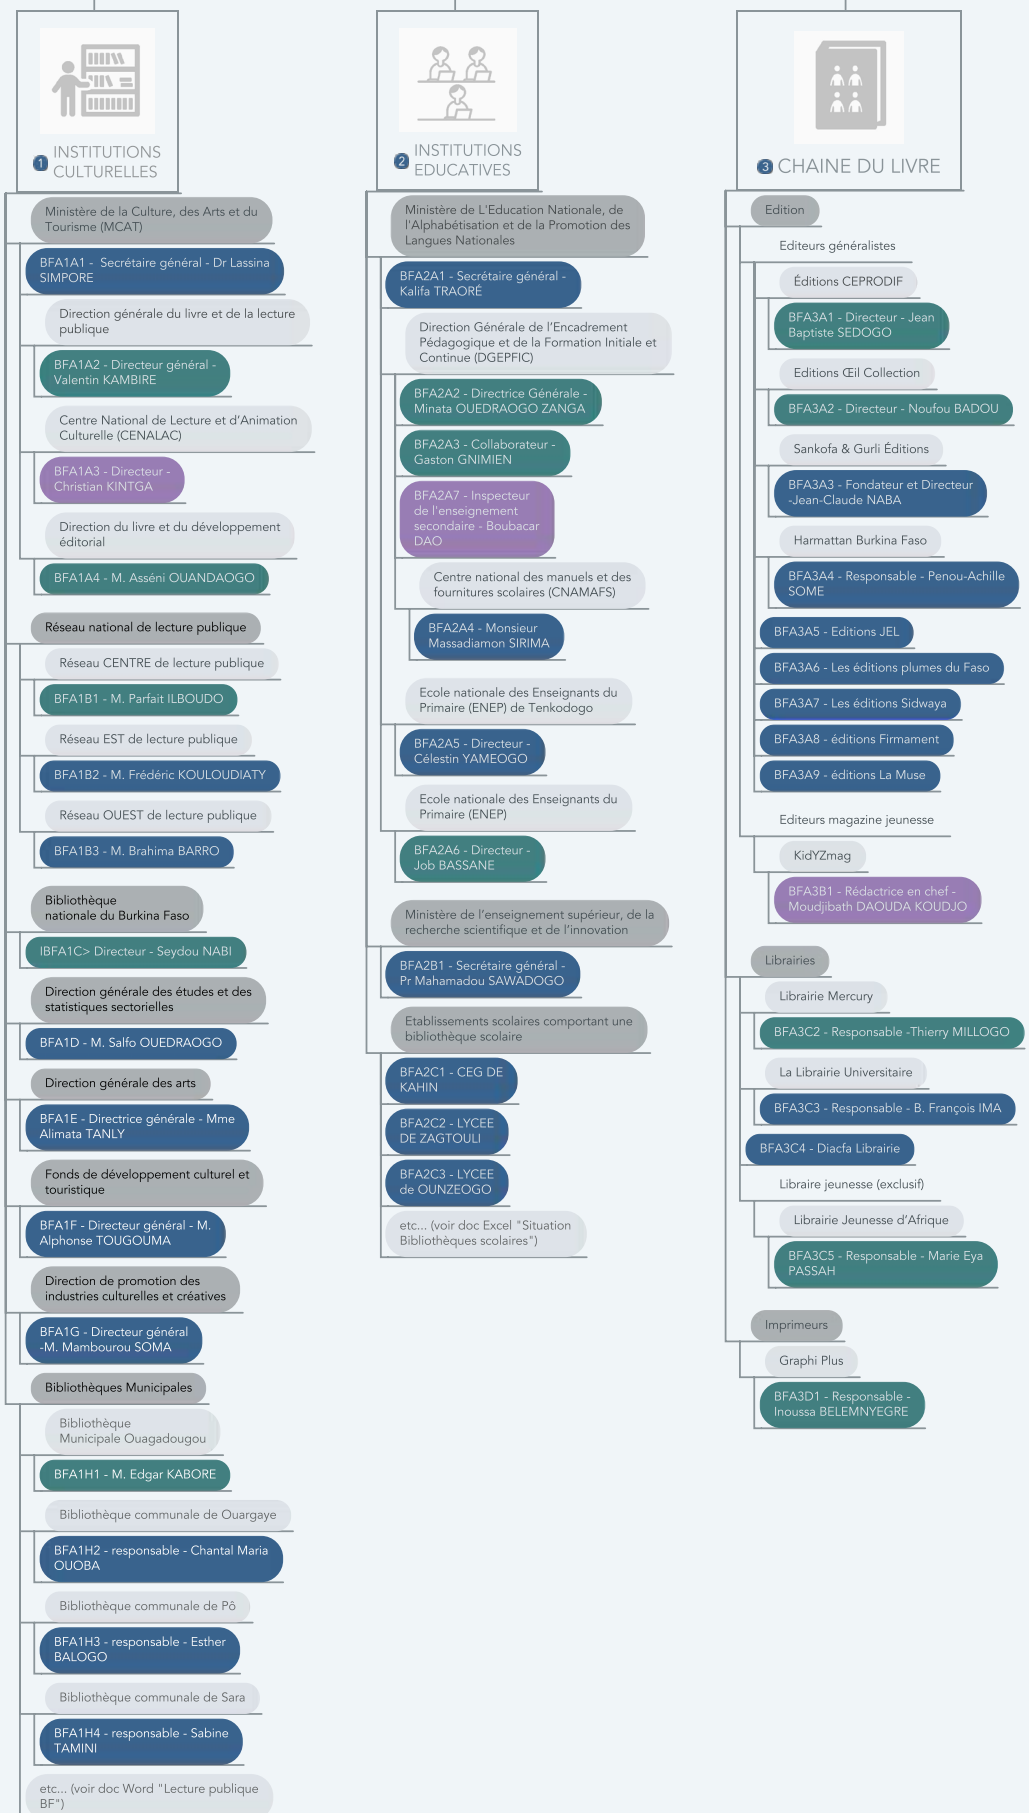 1 INSTITUTIONS
CULTURELLES
Ministère de la Culture, des Arts et du
Tourisme (MCAT)
BFA1A1 - Secrétaire général - Dr Lassina
SIMPORE
Direction générale du livre et de la lecture
publique
BFA1A2 - Directeur général -
Valentin KAMBIRE
Centre National de Lecture et d'Animation
Culturelle (CENALAC)
BFA1A3 - Directeur -
Christian KINTGA
Direction du livre et du développement
éditorial
BFA1A4 - M. Asséni OUANDAOGO
Réseau national de lecture publique
Réseau CENTRE de lecture publique
BFA1B1 - M. Parfait ILBOUDO
Réseau EST de lecture publique
BFA1B2 - M. Frédéric KOULOUDIATY
Réseau OUEST de lecture publique
BFA1B3 - M. Brahima BARRO
Bibliothèque
nationale du Burkina Faso
IBFA1C> Directeur - Seydou NABI
Direction générale des études et des
statistiques sectorielles
BFA1D - M. Salfo OUEDRAOGO
Direction générale des arts
BFA1E - Directrice générale - Mme
Alimata TANLY
Fonds de développement culturel et
touristique
BFA1F - Directeur général - M.
Alphonse TOUGOUMA
Direction de promotion des
industries culturelles et créatives
BFA1G - Directeur général
-M. Mambourou SOMA
Bibliothèques Municipales
Bibliothèque
Municipale Ouagadougou
BFA1H1 - M. Edgar KABORE
Bibliothèque communale de Ouargaye
BFA1H2 - responsable - Chantal Maria
OUOBA
Bibliothèque communale de Pô
BFA1H3 - responsable - Esther
BALOGO
Bibliothèque communale de Sara
BFA1H4 - responsable - Sabine
TAMINI
etc... (voir doc Word "Lecture publique
BF")
2 INSTITUTIONS
EDUCATIVES
Ministère de L'Education Nationale, de
l'Alphabétisation et de la Promotion des
Langues Nationales
BFA2A1 - Secrétaire général -
Kalifa TRAORÉ
Direction Générale de l'Encadrement
Pédagogique et de la Formation Initiale et
Continue (DGEPFIC)
BFA2A2 - Directrice Générale -
Minata OUEDRAOGO ZANGA
BFA2A3 - Collaborateur -
Gaston GNIMIEN
BFA2A7 - Inspecteur
de l'enseignement
secondaire - Boubacar
DAO
Centre national des manuels et des
fournitures scolaires (CNAMAFS)
BFA2A4 - Monsieur
Massadiamon SIRIMA
Ecole nationale des Enseignants du
Primaire (ENEP) de Tenkodogo
BFA2A5 - Directeur -
Célestin YAMEOGO
Ecole nationale des Enseignants du
Primaire (ENEP)
BFA2A6 - Directeur -
Job BASSANE
Ministère de l'enseignement supérieur, de la
recherche scientifique et de l'innovation
BFA2B1 - Secrétaire général -
Pr Mahamadou SAWADOGO
Etablissements scolaires comportant une
bibliothèque scolaire
BFA2C1 - CEG DE
KAHIN
BFA2C2 - LYCEE
DE ZAGTOULI
BFA2C3 - LYCEE
de OUNZEOGO
etc... (voir doc Excel "Situation
Bibliothèques scolaires")
3 CHAINE DU LIVRE
Edition
Editeurs généralistes
Éditions CEPRODIF
BFA3A1 - Directeur - Jean
Baptiste SEDOGO
Editions Œil Collection
BFA3A2 - Directeur - Noufou BADOU
Sankofa & Gurli Éditions
BFA3A3 - Fondateur et Directeur
-Jean-Claude NABA
Harmattan Burkina Faso
BFA3A4 - Responsable - Penou-Achille
SOME
BFA3A5 - Editions JEL
BFA3A6 - Les éditions plumes du Faso
BFA3A7 - Les éditions Sidwaya
BFA3A8 - éditions Firmament
BFA3A9 - éditions La Muse
Editeurs magazine jeunesse
KidYZmag
BFA3B1 - Rédactrice en chef -
Moudjibath DAOUDA KOUDJO
Librairies
Librairie Mercury
BFA3C2 - Responsable -Thierry MILLOGO
La Librairie Universitaire
BFA3C3 - Responsable - B. François IMA
BFA3C4 - Diacfa Librairie
Libraire jeunesse (exclusif)
Librairie Jeunesse d'Afrique
BFA3C5 - Responsable - Marie Eya
PASSAH
Imprimeurs
Graphi Plus
BFA3D1 - Responsable -
Inoussa BELEMNYEGRE